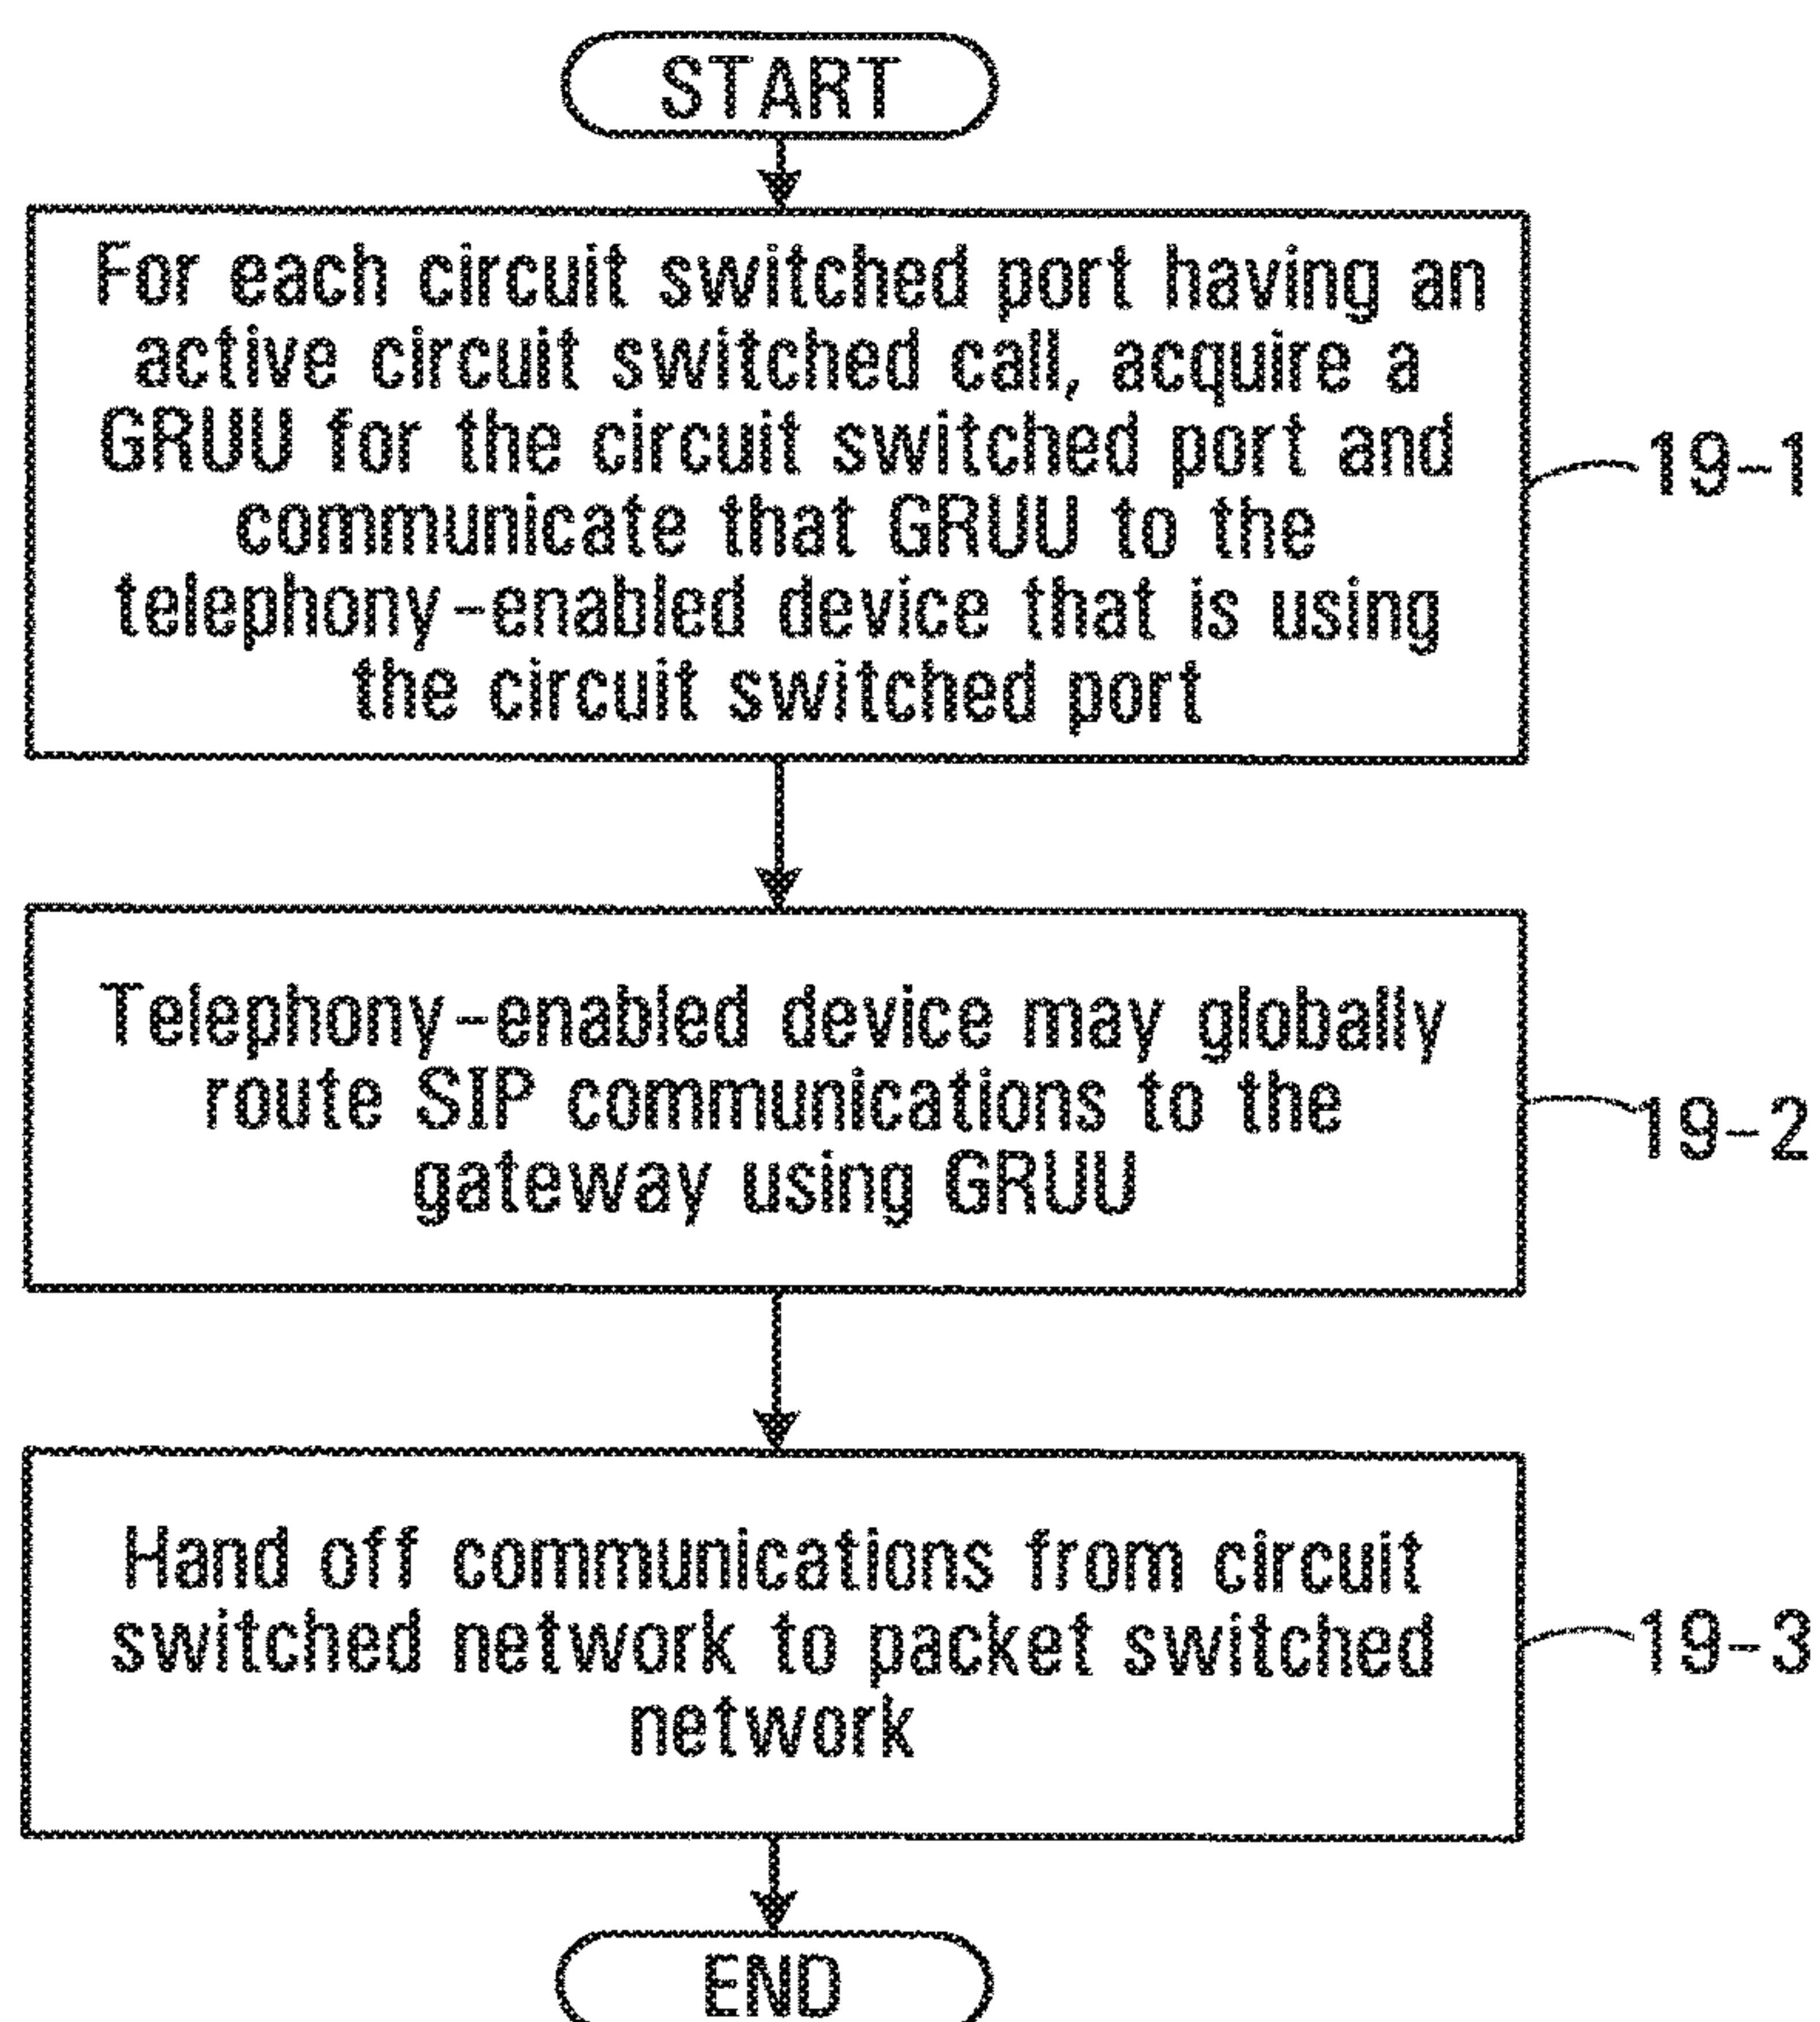 START
For each circuit switched port having an
active circuit switched call, acquire a
GRUU for the circuit switched port and
communicate that GRUU to the
telephony-enabled device that is using
the circuit switched port
19-1
Telephony-enabled device may globally
route SIP communications to the
gateway using GRUU
19-2
Hand off communications from circuit
switched network to packet switched
network
19-3
END